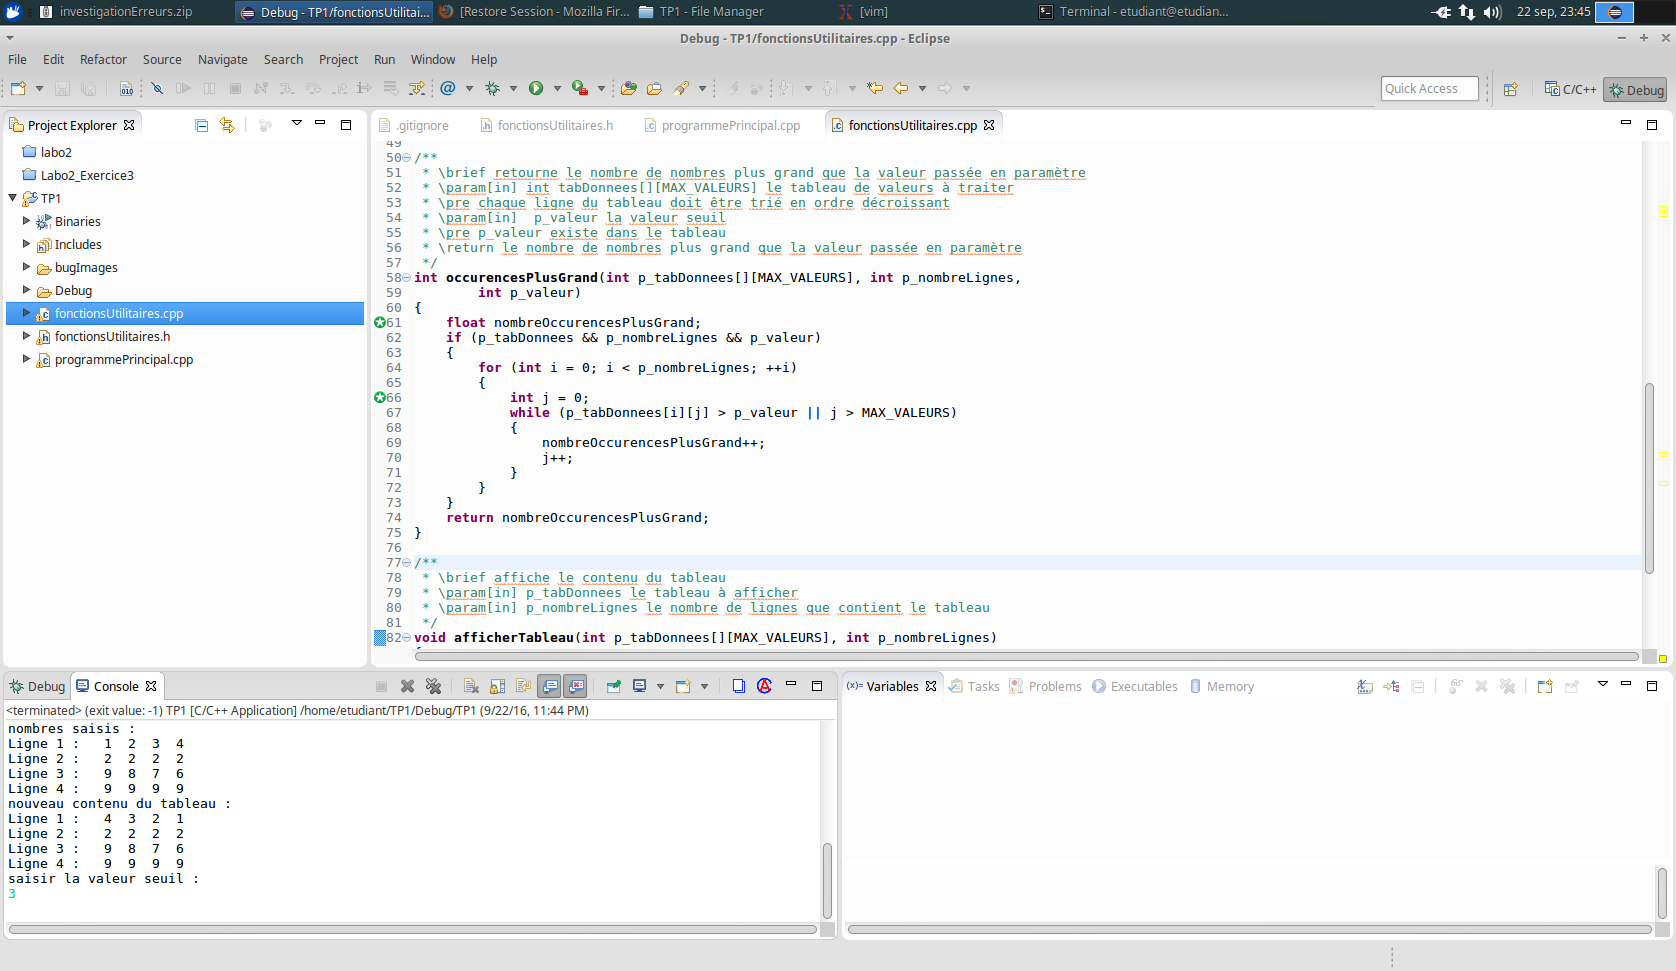 investigationErreurs.zip
Debug - TP1/fonctionsUtilitai...
[Restore Session - Mozilla Fir...
TP1 - File Manager
[vim]
Terminal - etudiant@etudian...
22 sep, 23:45
Debug - TP1/fonctionsUtilitaires.cpp - Eclipse
File Edit Refactor Source Navigate Search Project Run Window Help
Quick Access
C/C++
Debug
Project Explorer
labo2
Labo2_Exercice3
TP1
Binaries
Includes
bugImages
Debug
fonctionsUtilitaires.cpp
fonctionsUtilitaires.h
programmePrincipal.cpp
.gitignore
fonctionsUtilitaires.h
programmePrincipal.cpp
fonctionsUtilitaires.cpp
49
50 /**
51 * \brief retourne le nombre de nombres plus grand que la valeur passée en paramètre
52 * \param[in] int tabDonnees[][MAX_VALEURS] le tableau de valeurs à traiter
53 * \pre chaque ligne du tableau doit être trié en ordre décroissant
54 * \param[in]  p_valeur la valeur seuil
55 * \pre p_valeur existe dans le tableau
56 * \return le nombre de nombres plus grand que la valeur passée en paramètre
57 */
58 int occurencesPlusGrand(int p_tabDonnees[][MAX_VALEURS], int p_nombreLignes,
59         int p_valeur)
60 {
61     float nombreOccurencesPlusGrand;
62     if (p_tabDonnees && p_nombreLignes && p_valeur)
63     {
64         for (int i = 0; i < p_nombreLignes; ++i)
65         {
66             int j = 0;
67             while (p_tabDonnees[i][j] > p_valeur || j > MAX_VALEURS)
68             {
69                 nombreOccurencesPlusGrand++;
70                 j++;
71             }
72         }
73     }
74     return nombreOccurencesPlusGrand;
75 }
76
77 /**
78 * \brief affiche le contenu du tableau
79 * \param[in] p_tabDonnees le tableau à afficher
80 * \param[in] p_nombreLignes le nombre de lignes que contient le tableau
81 */
82 void afficherTableau(int p_tabDonnees[][MAX_VALEURS], int p_nombreLignes)
Debug
Console
<terminated> (exit value: -1) TP1 [C/C++ Application] /home/etudiant/TP1/Debug/TP1 (9/22/16, 11:44 PM)
nombres saisis :
Ligne 1 :   1  2  3  4
Ligne 2 :   2  2  2  2
Ligne 3 :   9  8  7  6
Ligne 4 :   9  9  9  9
nouveau contenu du tableau :
Ligne 1 :   4  3  2  1
Ligne 2 :   2  2  2  2
Ligne 3 :   9  8  7  6
Ligne 4 :   9  9  9  9
saisir la valeur seuil :
3
(x)= Variables
Tasks
Problems
Executables
Memory